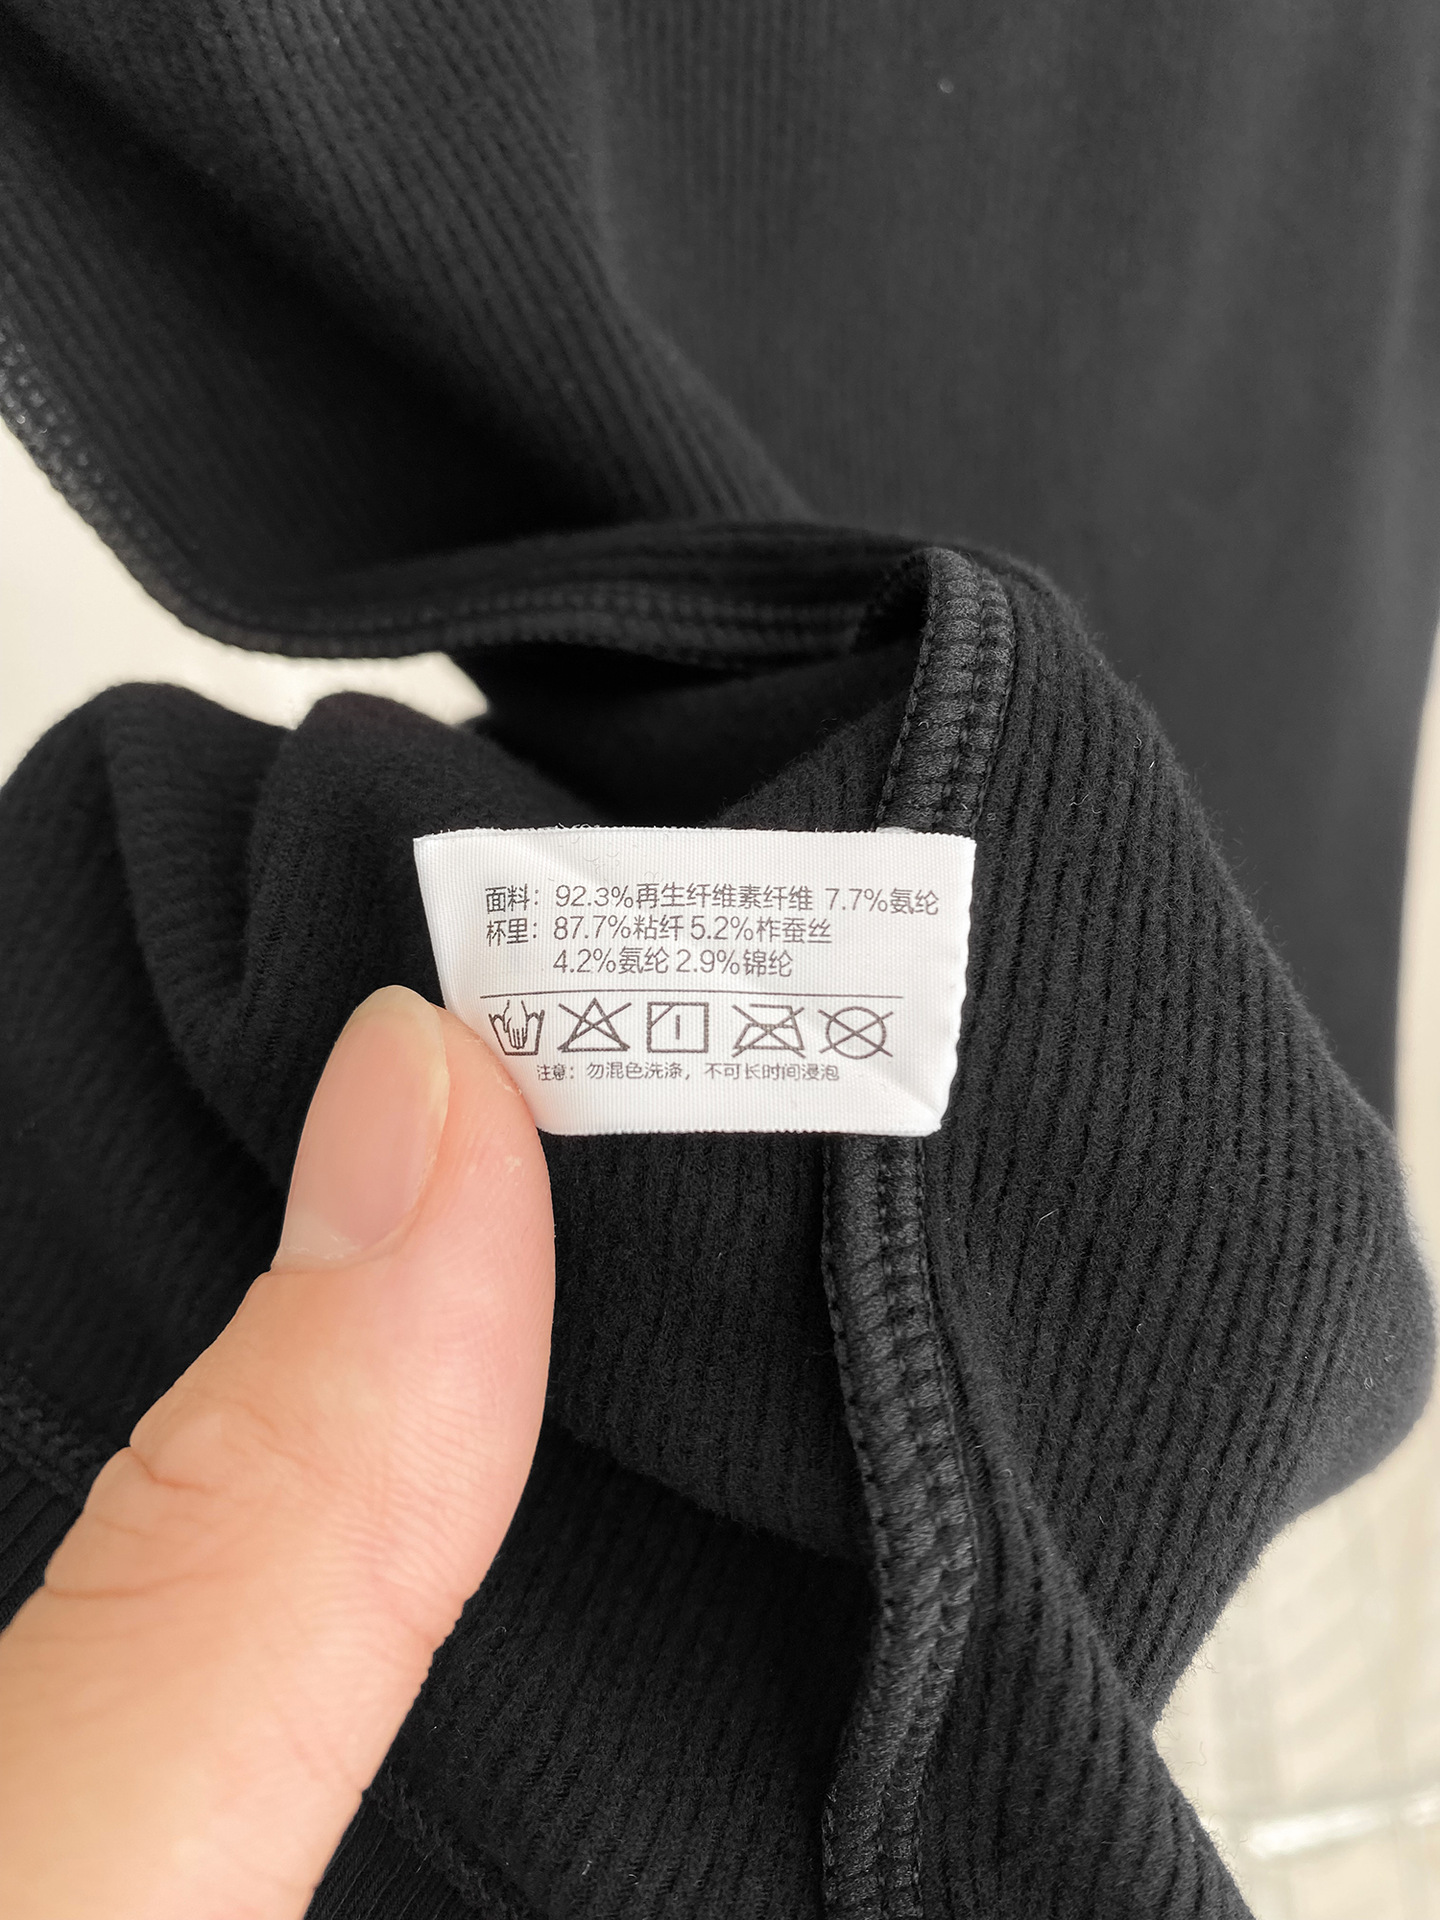 面料：92.3%再生纤维素纤维 7.7%氨纶
杯里：87.7%粘纤 5.2%柞蚕丝
4.2%氨纶 2.9%锦纶
注意：勿混色洗涤，不可长时间浸泡